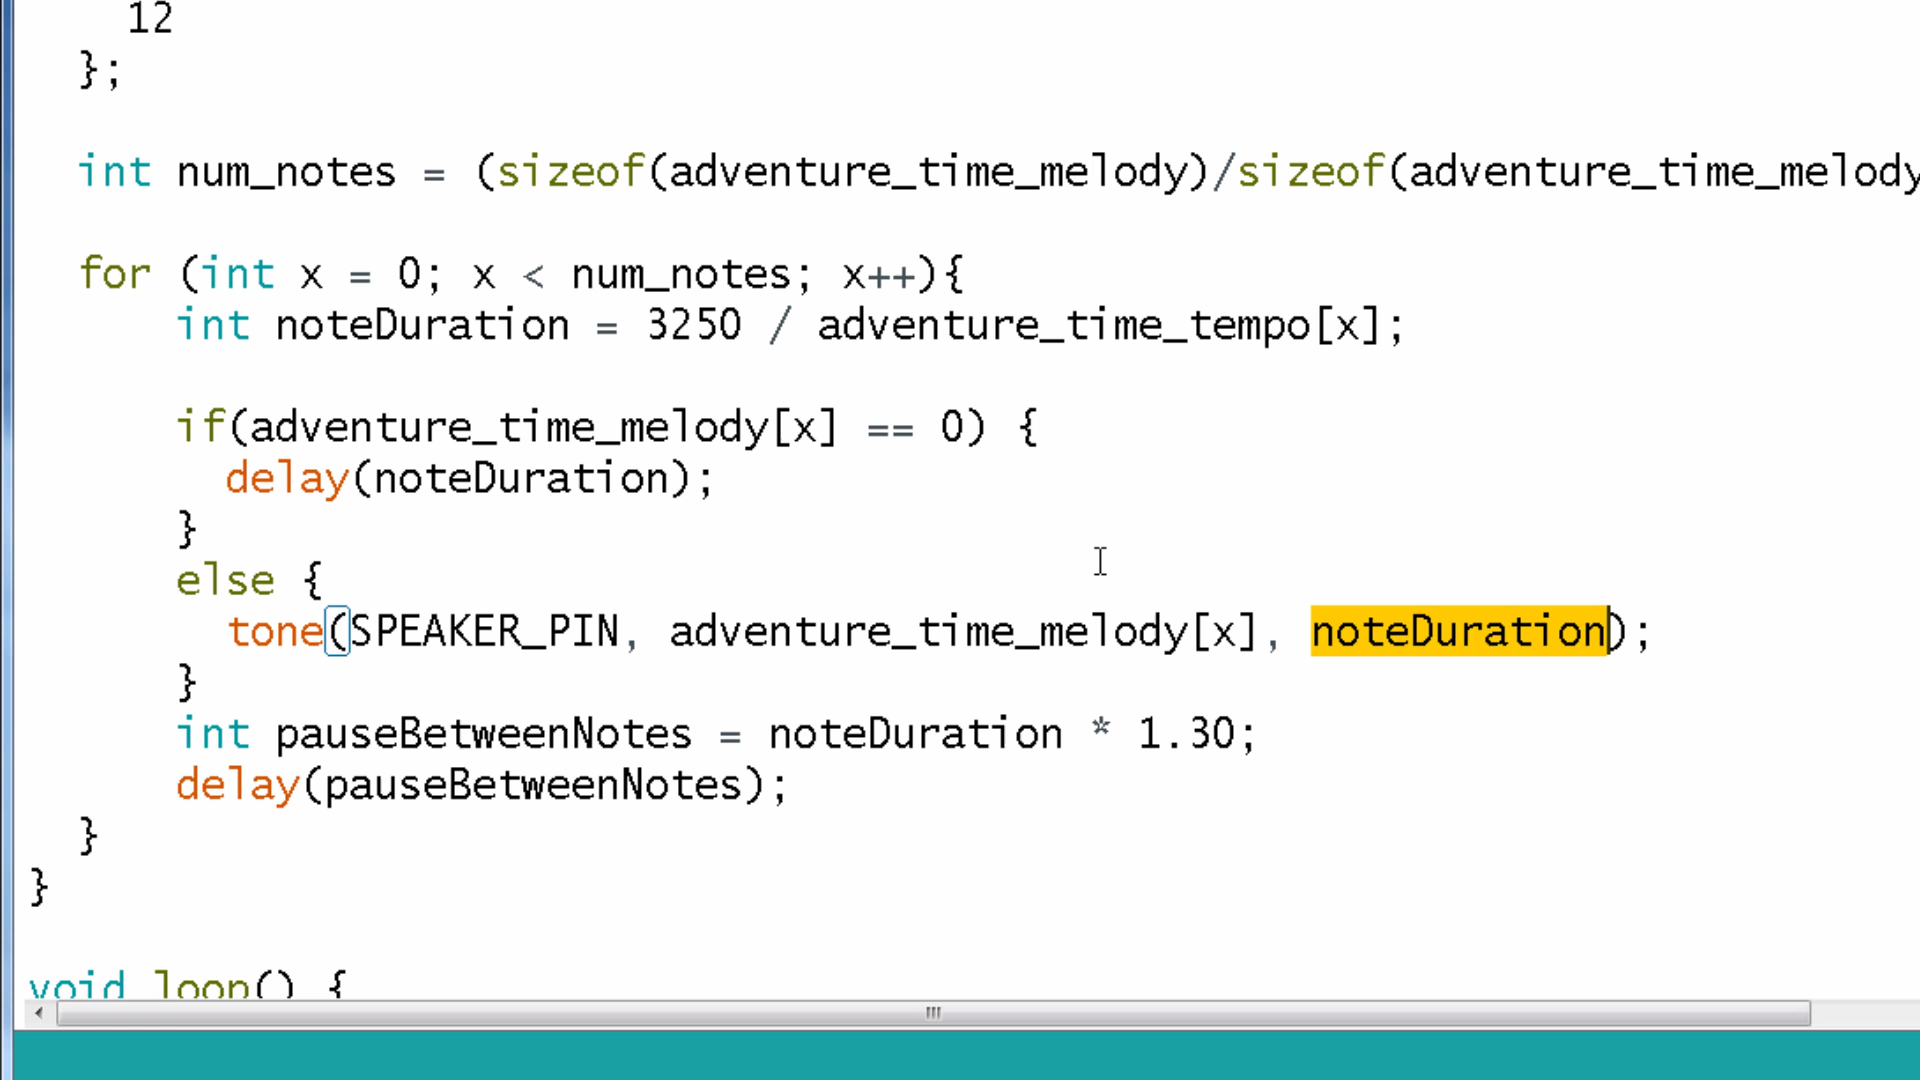 12
};
int num_notes = (sizeof(adventure_time_melody)/sizeof(adventure_time_melody
for (int x = 0; x < num_notes; x++){
int noteDuration = 3250 / adventure_time_tempo[x];
if(adventure_time_melody[x] == 0) {
delay(noteDuration);
}
else {
tone(SPEAKER_PIN, adventure_time_melody[x], noteDuration);
}
int pauseBetweenNotes = noteDuration * 1.30;
delay(pauseBetweenNotes);
}
}
void loop() {